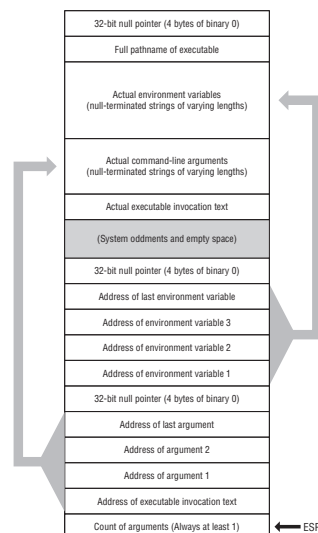 32-bit null pointer (4 bytes of binary 0)
Full pathname of executable
Actual environment variables
(null-terminated strings of varying lengths)
Actual command-line arguments
(null-terminated strings of varying lengths)
Actual executable invocation text
(System oddments and empty space)
32-bit null pointer (4 bytes of binary 0)
Address of last environment variable
Address of environment variable 3
Address of environment variable 2
Address of environment variable 1
32-bit null pointer (4 bytes of binary 0)
Address of last argument
Address of argument 2
Address of argument 1
Address of executable invocation text
Count of arguments (Always at least 1)
ESP